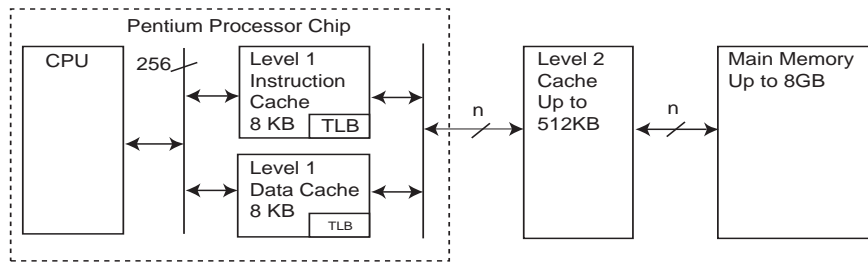 Pentium Processor Chip
CPU
256
Level 1
Instruction
Cache
8 KB
TLB
Level 1
Data Cache
8 KB
TLB
n
Level 2
Cache
Up to
512KB
n
Main Memory
Up to 8GB